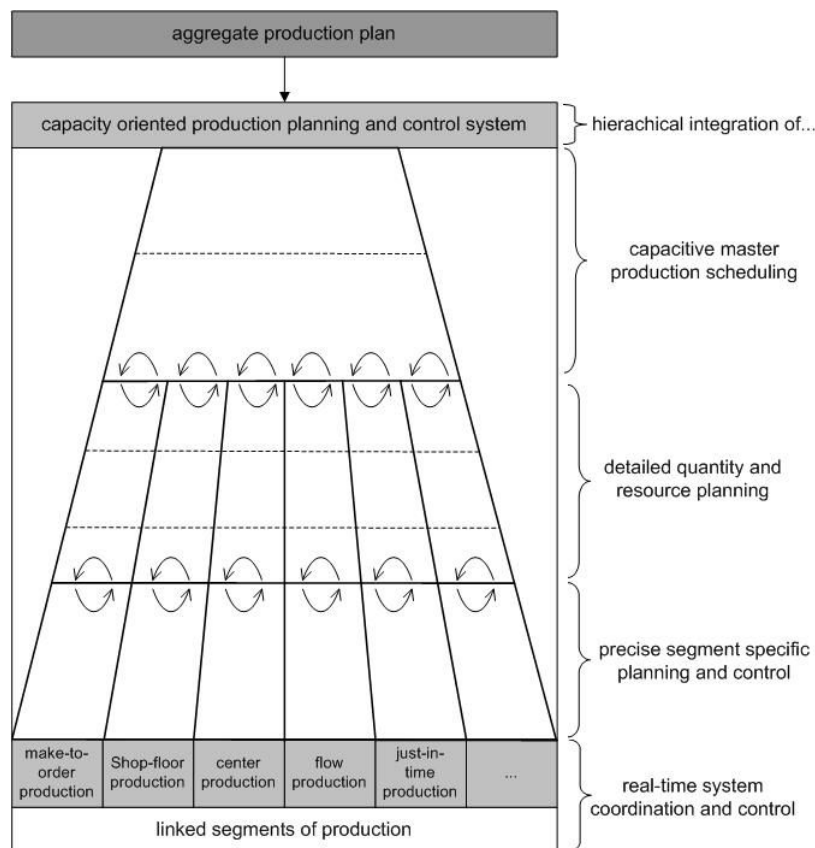 aggregate production plan
capacity oriented production planning and control system
hierachical integration of...
capacitive master
production scheduling
detailed quantity and
resource planning
precise segment specific
planning and control
make-to-
order
production
Shop-floor
production
center
production
flow
production
just-in-
time
production
...
real-time system
coordination and control
linked segments of production